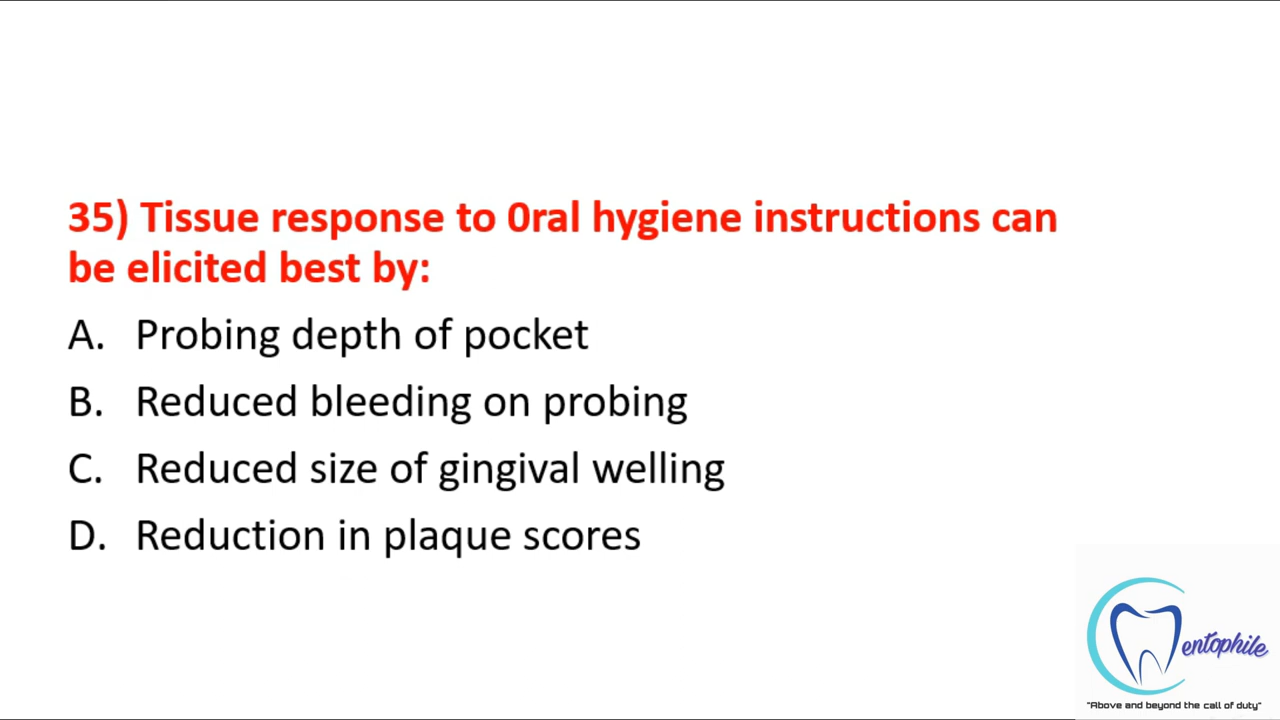 35) Tissue response to 0ral hygiene instructions can
be elicited best by:
A. Probing depth of pocket
B. Reduced bleeding on probing
C. Reduced size of gingival welling
D. Reduction in plaque scores
entophile
"Above and beyond the call of duty"